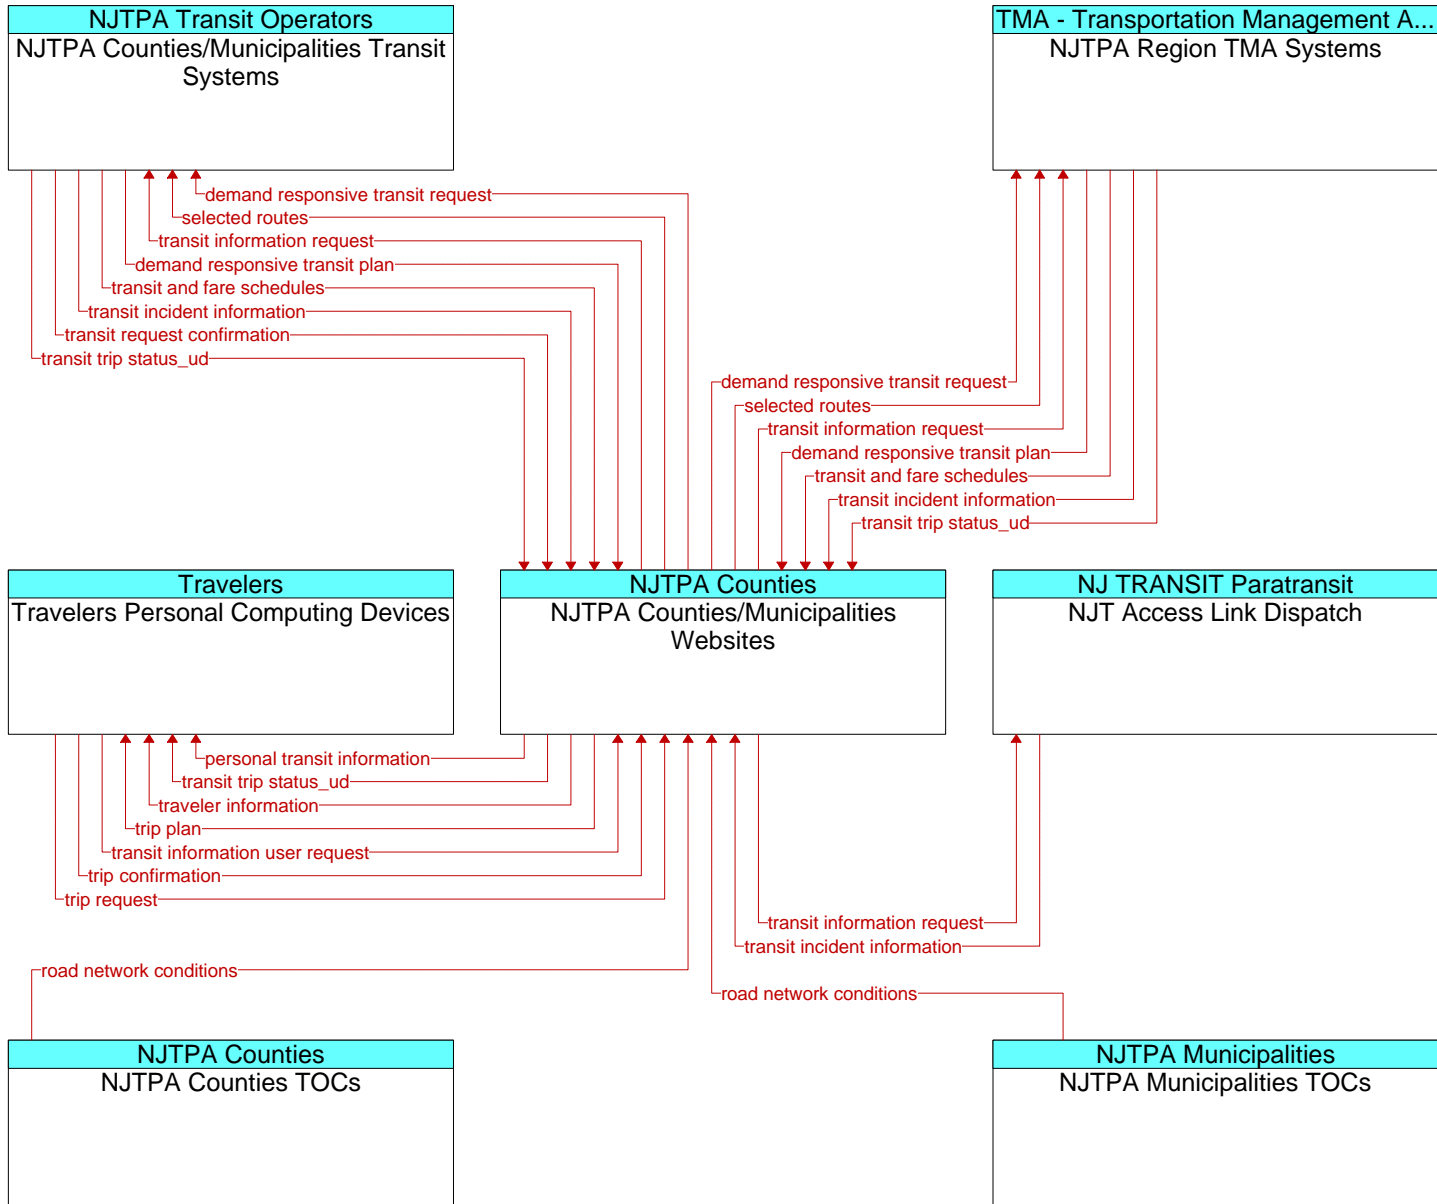 NJTPA Transit Operators
NJTPA Counties/Municipalities Transit
Systems
TMA - Transportation Management A...
NJTPA Region TMA Systems
demand responsive transit request
selected routes
transit information request
demand responsive transit plan
transit and fare schedules
transit incident information
transit request confirmation
transit trip status_ud
demand responsive transit request
selected routes
transit information request
demand responsive transit plan
transit and fare schedules
transit incident information
transit trip status_ud
Travelers
Travelers Personal Computing Devices
NJTPA Counties
NJTPA Counties/Municipalities
Websites
NJ TRANSIT Paratransit
NJT Access Link Dispatch
personal transit information
transit trip status_ud
traveler information
trip plan
transit information user request
trip confirmation
trip request
transit information request
transit incident information
road network conditions
road network conditions
NJTPA Counties
NJTPA Counties TOCs
NJTPA Municipalities
NJTPA Municipalities TOCs